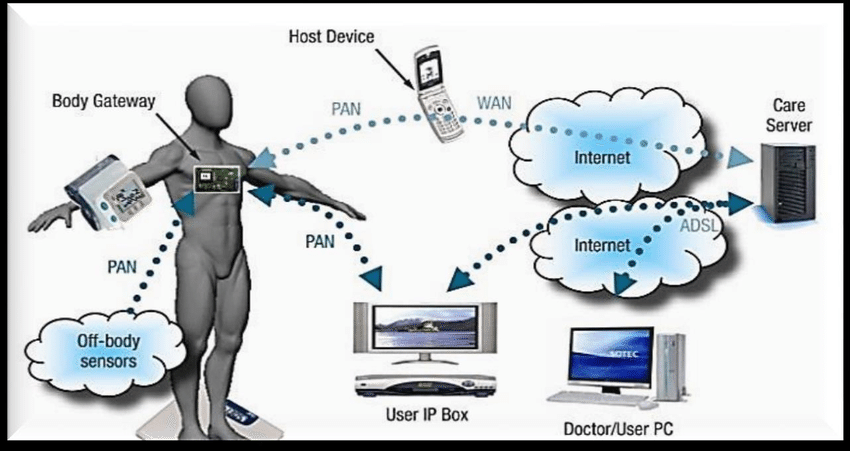 Host Device
Body Gateway
PAN
WAN
Care
Server
Internet
PAN
Internet
ADSL
PAN
Off-body
sensors
SOTEC
User IP Box
Doctor/User PC